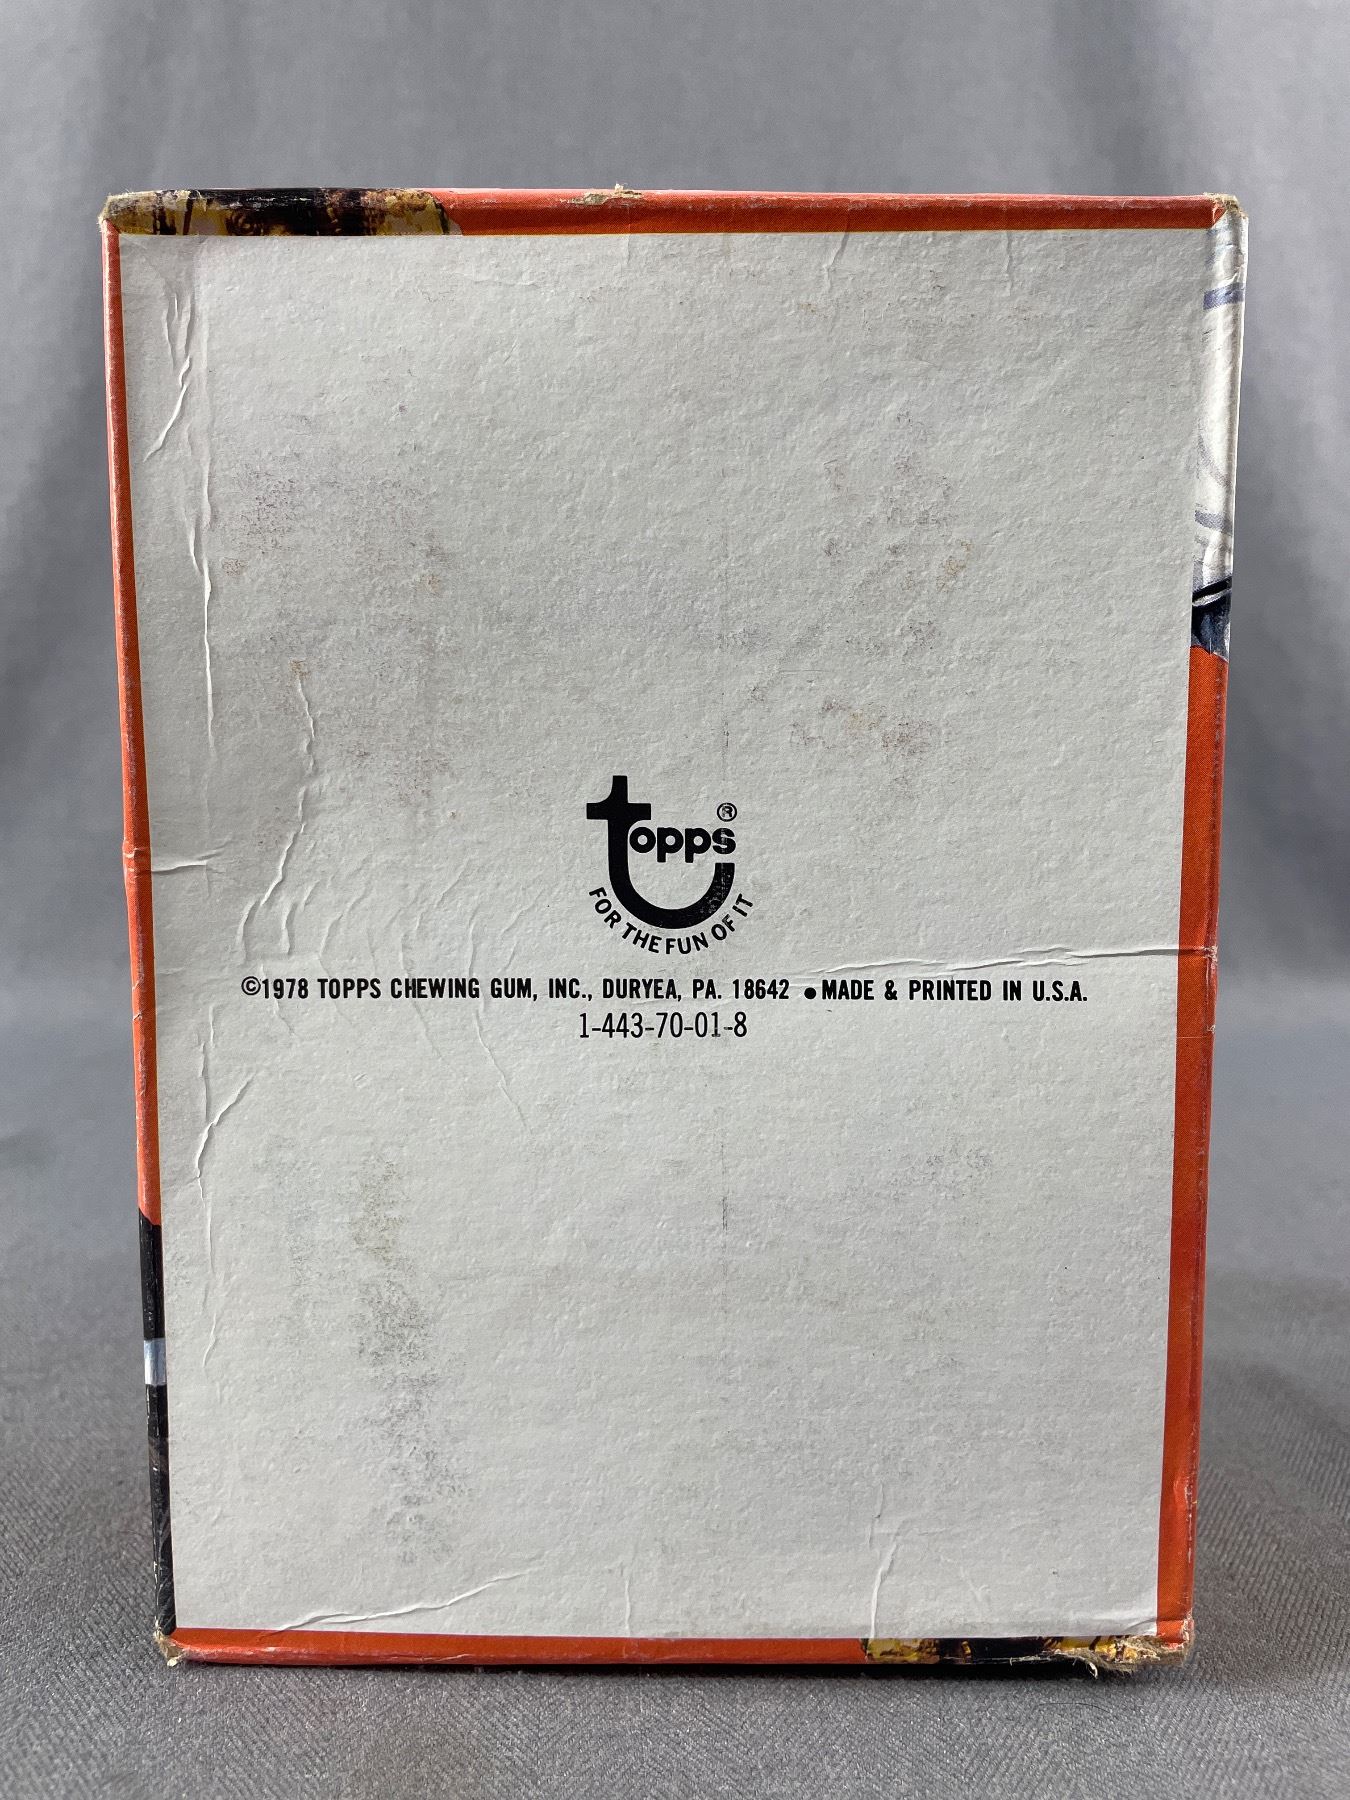 topps®
FOR THE FUN OF IT
©1978 TOPPS CHEWING GUM, INC., DURYEA, PA. 18642 ● MADE & PRINTED IN U.S.A.
1-443-70-01-8